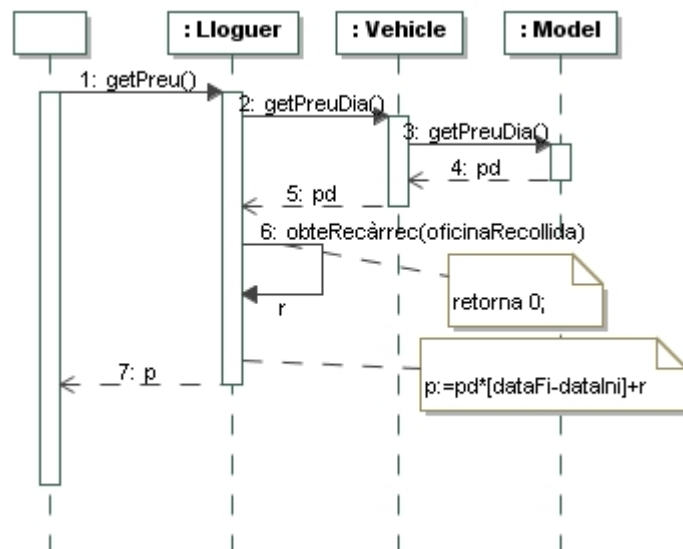 : Lloguer
: Vehicle
: Model
1: getPreu()
2: getPreuDia()
3: getPreuDia()
4: pd
5: pd
6: obteRecàrrec(oficinaRecollida)
retorna 0;
r
7: p
p:=pd*[dataFi-dataIni]+r